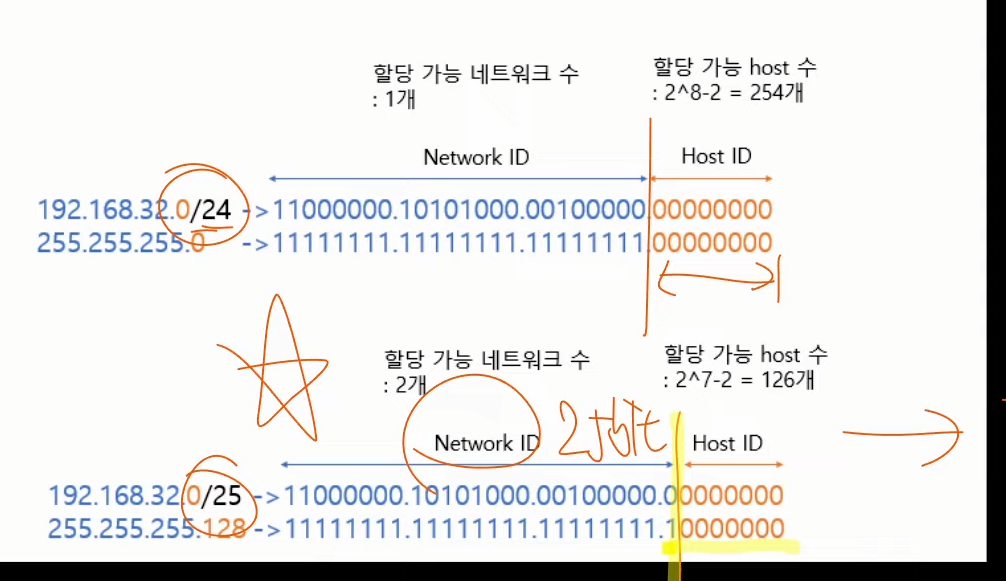 할당 가능 네트워크 수
: 1개
할당 가능 host 수
: 2^8-2 = 254개
Network ID
Host ID
192.168.32.0/24 ->11000000.10101000.00100000.00000000
255.255.255.0 ->11111111.11111111.11111111.00000000
할당 가능 네트워크 수
: 2개
할당 가능 host 수
: 2^7-2 = 126개
Network ID
25bit
Host ID
192.168.32.0/25 ->11000000.10101000.00100000.00000000
255.255.255.128 ->11111111.11111111.11111111.10000000